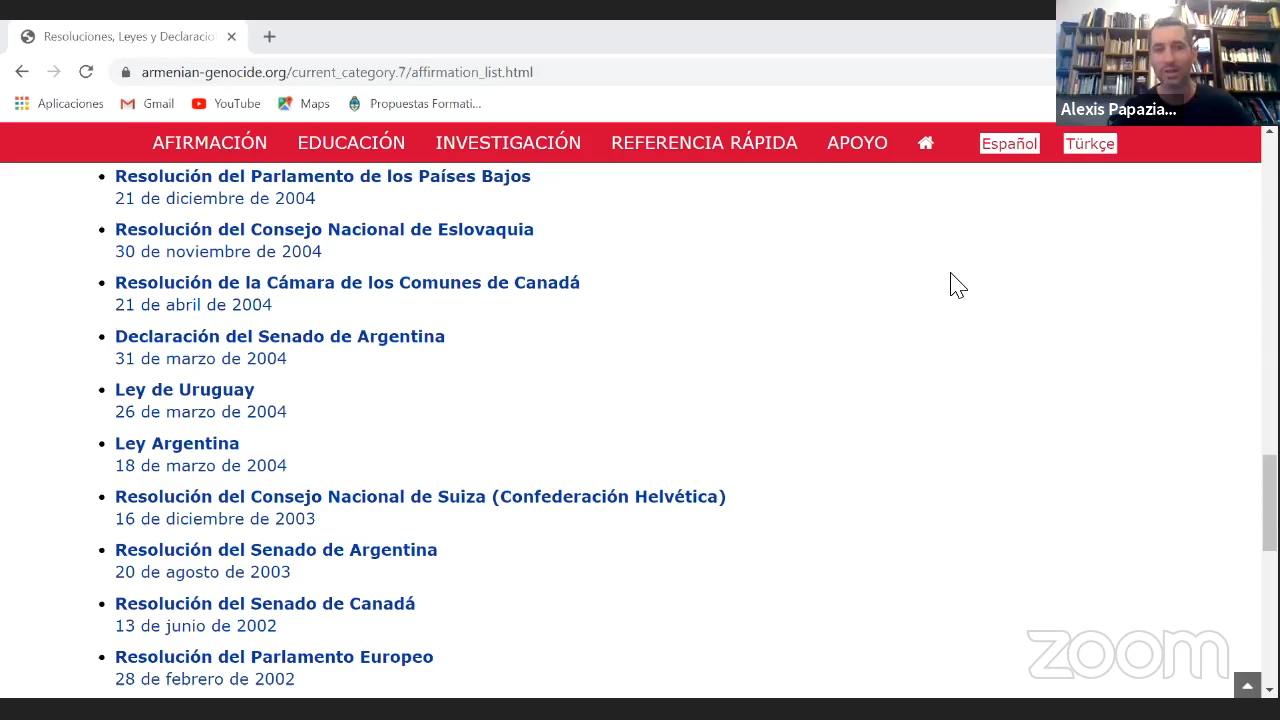 Resoluciones, Leyes y Declaracio
armenian-genocide.org/current_category.7/affirmation_list.html
Aplicaciones Gmail YouTube Maps Propuestas Formati...
Alexis Papazia...
AFIRMACIÓN EDUCACIÓN INVESTIGACIÓN REFERENCIA RÁPIDA APOYO Español Türkçe
Resolución del Parlamento de los Países Bajos
21 de diciembre de 2004
Resolución del Consejo Nacional de Eslovaquia
30 de noviembre de 2004
Resolución de la Cámara de los Comunes de Canadá
21 de abril de 2004
Declaración del Senado de Argentina
31 de marzo de 2004
Ley de Uruguay
26 de marzo de 2004
Ley Argentina
18 de marzo de 2004
Resolución del Consejo Nacional de Suiza (Confederación Helvética)
16 de diciembre de 2003
Resolución del Senado de Argentina
20 de agosto de 2003
Resolución del Senado de Canadá
13 de junio de 2002
Resolución del Parlamento Europeo
28 de febrero de 2002
zoom